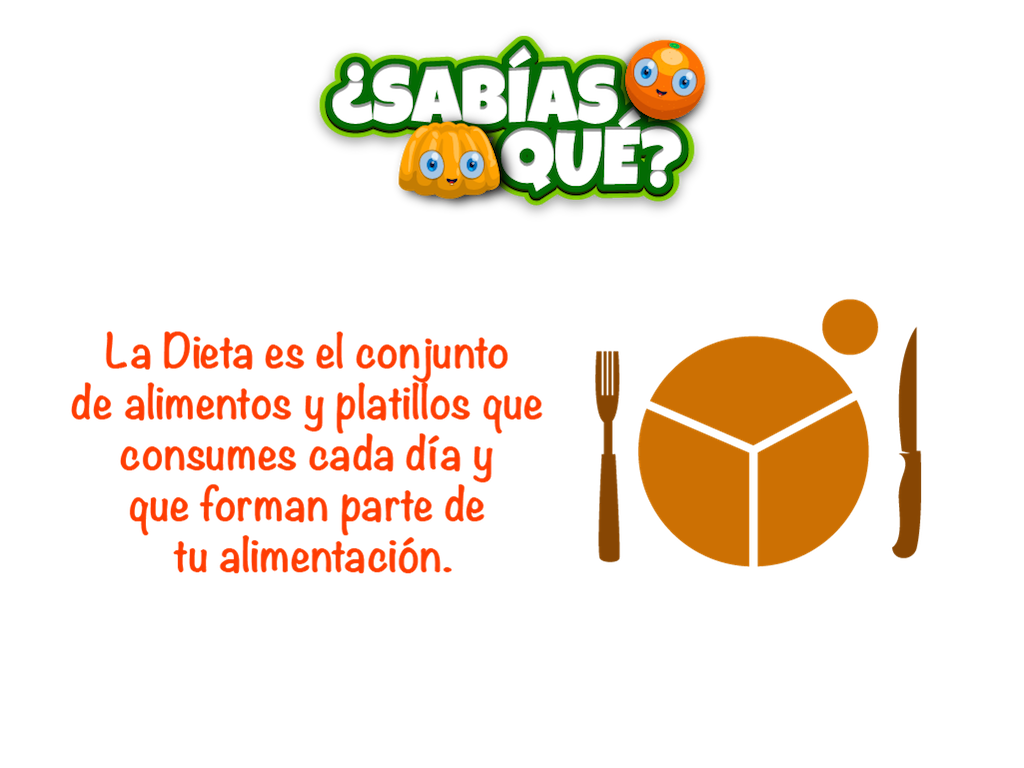 ¿SABÍAS
QUÉ?
La Dieta es el conjunto
de alimentos y platillos que
consumes cada día y
que forman parte de
tu alimentación.